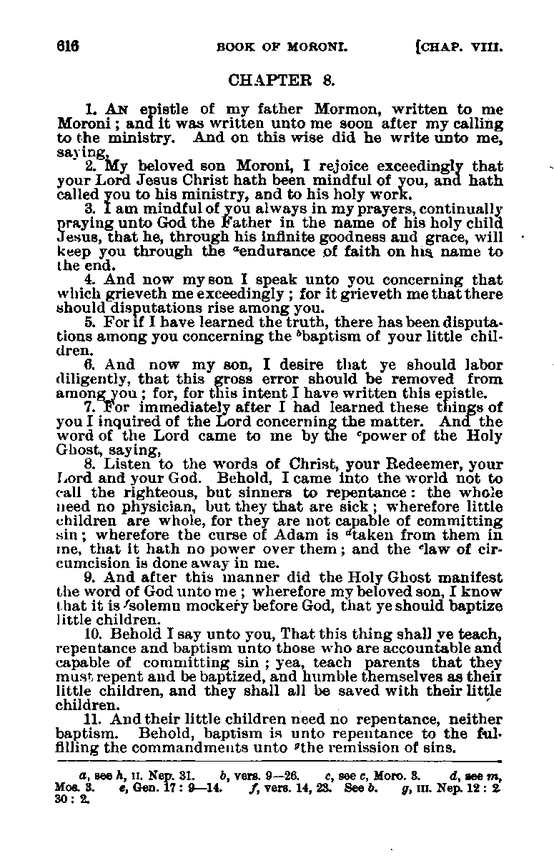 616 BOOK OF MORONI. [CHAP. VIII.
CHAPTER 8.
1. AN epistle of my father Mormon, written to me
Moroni; and it was written unto me soon after my calling
to the ministry. And on this wise did he write unto me,
saying,
2. My beloved son Moroni, I rejoice exceedingly that
your Lord Jesus Christ hath been mindful of you, and hath
called you to his ministry, and to his holy work.
3. I am mindful of you always in my prayers, continually
praying unto God the Father in the name of his holy child
Jesus, that he, through his infinite goodness and grace, will
keep you through the ᵃendurance of faith on his name to
the end.
4. And now my son I speak unto you concerning that
which grieveth me exceedingly; for it grieveth me that there
should disputations rise among you.
5. For if I have learned the truth, there has been disputa-
tions among you concerning the ᵇbaptism of your little chil-
dren.
6. And now my son, I desire that ye should labor
diligently, that this gross error should be removed from
among you; for, for this intent I have written this epistle.
7. For immediately after I had learned these things of
you I inquired of the Lord concerning the matter. And the
word of the Lord came to me by the ᶜpower of the Holy
Ghost, saying,
8. Listen to the words of Christ, your Redeemer, your
Lord and your God. Behold, I came into the world not to
call the righteous, but sinners to repentance: the whole
need no physician, but they that are sick; wherefore little
children are whole, for they are not capable of committing
sin; wherefore the curse of Adam is ᵈtaken from them in
me, that it hath no power over them; and the ᵉlaw of cir-
cumcision is done away in me.
9. And after this manner did the Holy Ghost manifest
the word of God unto me; wherefore my beloved son, I know
that it is ᶠsolemn mockery before God, that ye should baptize
little children.
10. Behold I say unto you, That this thing shall ye teach,
repentance and baptism unto those who are accountable and
capable of committing sin; yea, teach parents that they
must repent and be baptized, and humble themselves as their
little children, and they shall all be saved with their little
children.
11. And their little children need no repentance, neither
baptism. Behold, baptism is unto repentance to the ful-
filling the commandments unto ᵍthe remission of sins.
a, see h, II. Nep. 31. b, vers. 9—26. c, see c, Moro. 3. d, see m,
Mos. 3. e, Gen. 17: 9—14. f, vers. 14, 23. See b. g, III. Nep. 12: 2
30: 2.